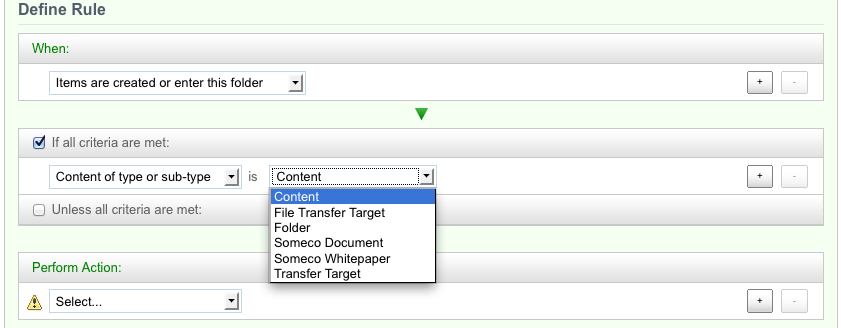 Define Rule
When:
Items are created or enter this folder
+ -
If all criteria are met:
Content of type or sub-type is Content
+ -
Content
File Transfer Target
Folder
Someco Document
Someco Whitepaper
Transfer Target
Unless all criteria are met:
Perform Action:
Select...
+ -